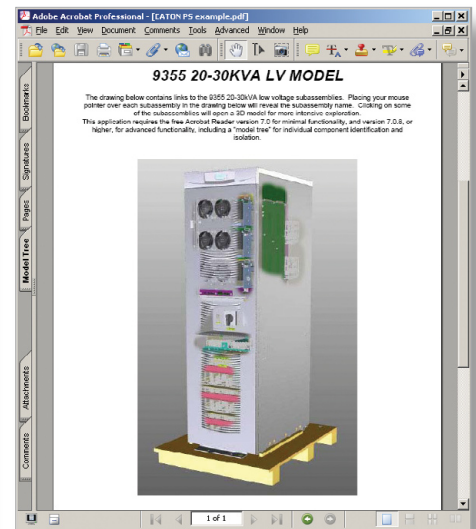 Adobe Acrobat Professional - [EATON PS example.pdf]
File Edit View Document Comments Tools Advanced Window Help
9355 20-30KVA LV MODEL
The drawing below contains links to the 9355 20-30kVA low voltage subassemblies. Placing your mouse
pointer over each subassembly in the drawing below will reveal the subassembly name. Clicking on some
of the subassemblies will open a 3D model for more intensive exploration.
This application requires the free Acrobat Reader version 7.0 for minimal functionality, and version 7.0.8, or
higher, for advanced functionality, including a "model tree" for individual component identification and
isolation.
Bookmarks
Signatures
Pages
Model Tree
Attachments
Comments
1 of 1